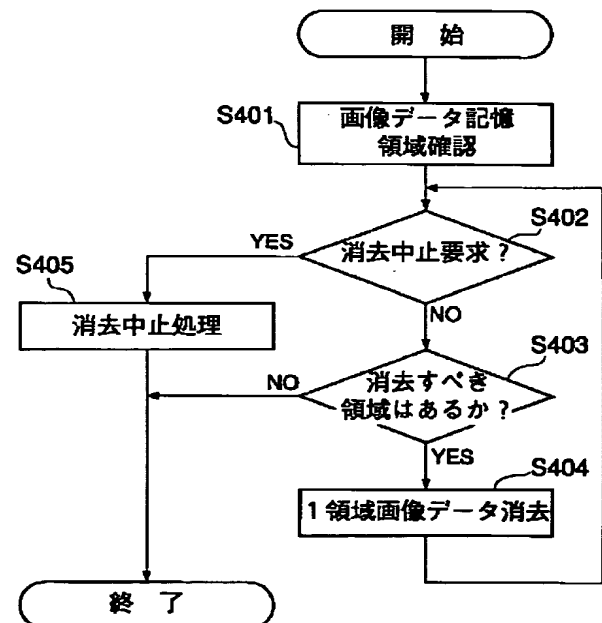 開 始
S401
画像データ記憶
領域確認
S402
消去中止要求？
YES
S405
消去中止処理
NO
S403
消去すべき
領域はあるか？
NO
YES
S404
１領域画像データ消去
終 了